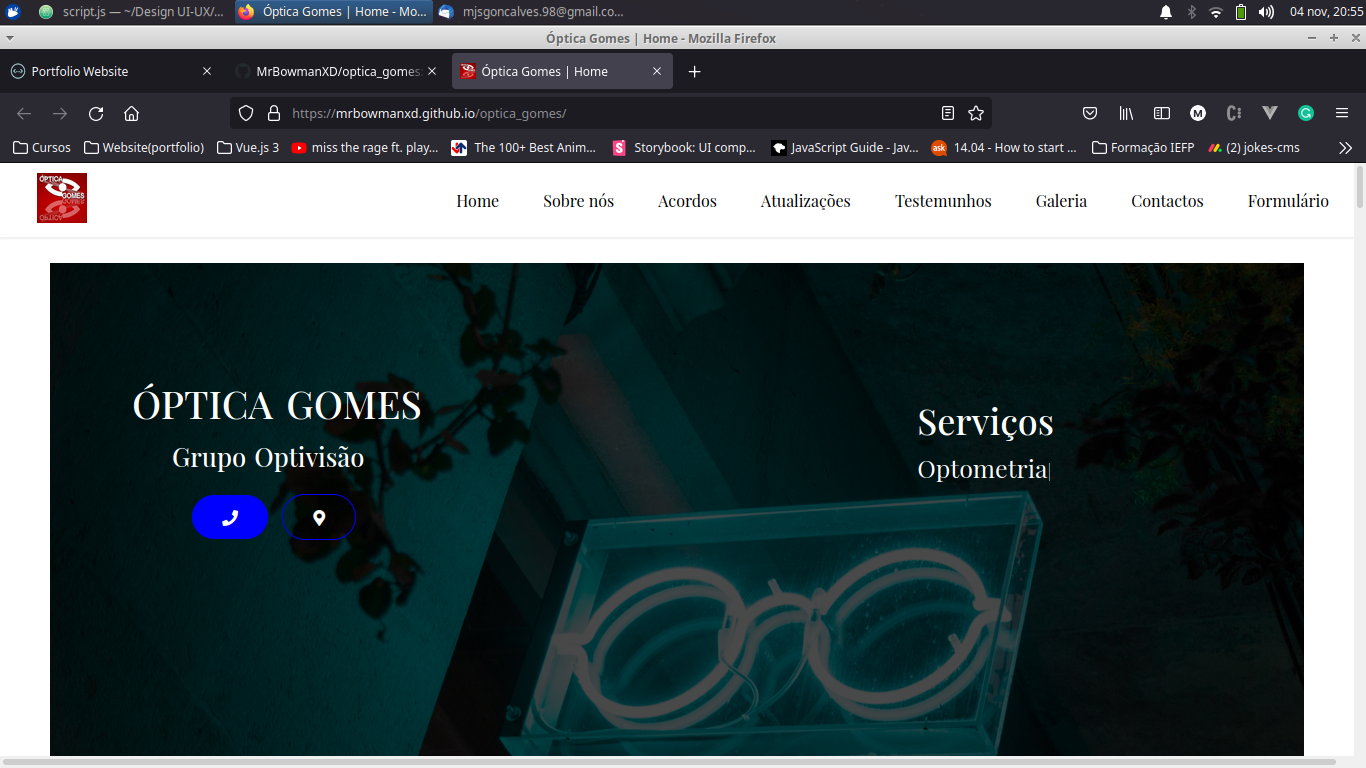 script.js — ~/Design UI-UX/...
Óptica Gomes | Home - Mo...
mjsgoncalves.98@gmail.co...
04 nov, 20:55
Óptica Gomes | Home - Mozilla Firefox
Portfolio Website
MrBowmanXD/optica_gomes:
Óptica Gomes | Home
https://mrbowmanxd.github.io/optica_gomes/
Cursos
Website(portfolio)
Vue.js 3
miss the rage ft. play...
The 100+ Best Anim...
Storybook: UI comp...
JavaScript Guide - Jav...
ask
14.04 - How to start ...
Formação IEFP
(2) jokes-cms
ÓPTICA
GOMES
Home
Sobre nós
Acordos
Atualizações
Testemunhos
Galeria
Contactos
Formulário
ÓPTICA GOMES
Grupo Optivisão
Serviços
Optometria|